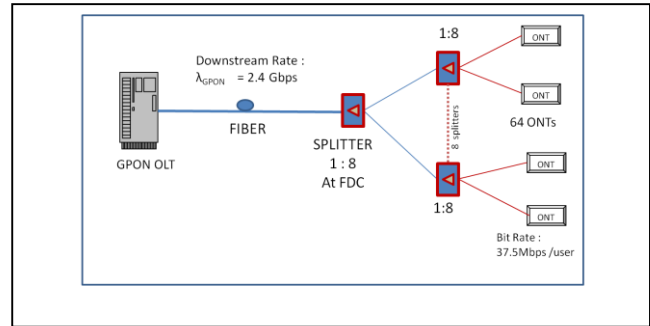 1:8
ONT
Downstream Rate :
λGPON = 2.4 Gbps
ONT
64 ONTs
FIBER
SPLITTER
1 : 8
At FDC
8 splitters
GPON OLT
ONT
1:8
ONT
Bit Rate :
37.5Mbps /user